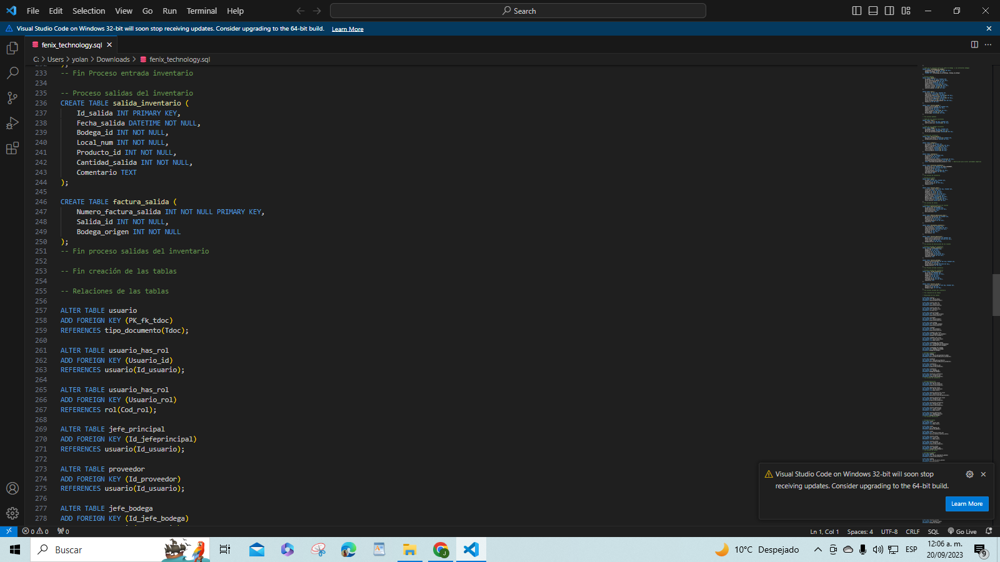 File Edit Selection View Go Run Terminal Help
Search
Visual Studio Code on Windows 32-bit will soon stop receiving updates. Consider upgrading to the 64-bit build. Learn More
fenix_technology.sql
C: > Users > yolan > Downloads > fenix_technology.sql
232 );
233 -- Fin Proceso entrada inventario
234
235 -- Proceso salidas del inventario
236 CREATE TABLE salida_inventario (
237 Id_salida INT PRIMARY KEY,
238 Fecha_salida DATETIME NOT NULL,
239 Bodega_id INT NOT NULL,
240 Local_num INT NOT NULL,
241 Producto_id INT NOT NULL,
242 Cantidad_salida INT NOT NULL,
243 Comentario TEXT
244 );
245
246 CREATE TABLE factura_salida (
247 Numero_factura_salida INT NOT NULL PRIMARY KEY,
248 Salida_id INT NOT NULL,
249 Bodega_origen INT NOT NULL
250 );
251 -- Fin proceso salidas del inventario
252
253 -- Fin creación de las tablas
254
255 -- Relaciones de las tablas
256
257 ALTER TABLE usuario
258 ADD FOREIGN KEY (PK_fk_tdoc)
259 REFERENCES tipo_documento(Tdoc);
260
261 ALTER TABLE usuario_has_rol
262 ADD FOREIGN KEY (Usuario_id)
263 REFERENCES usuario(Id_usuario);
264
265 ALTER TABLE usuario_has_rol
266 ADD FOREIGN KEY (Usuario_rol)
267 REFERENCES rol(Cod_rol);
268
269 ALTER TABLE jefe_principal
270 ADD FOREIGN KEY (Id_jefeprincipal)
271 REFERENCES usuario(Id_usuario);
272
273 ALTER TABLE proveedor
274 ADD FOREIGN KEY (Id_proveedor)
275 REFERENCES usuario(Id_usuario);
276
277 ALTER TABLE jefe_bodega
278 ADD FOREIGN KEY (Id_jefe_bodega)
Visual Studio Code on Windows 32-bit will soon stop
receiving updates. Consider upgrading to the 64-bit build.
Learn More
0 0 0
Ln 1, Col 1 Spaces: 4 UTF-8 CRLF SQL Go Live
Buscar
10°C Despejado
ESP
12:06 a. m.
20/09/2023
9